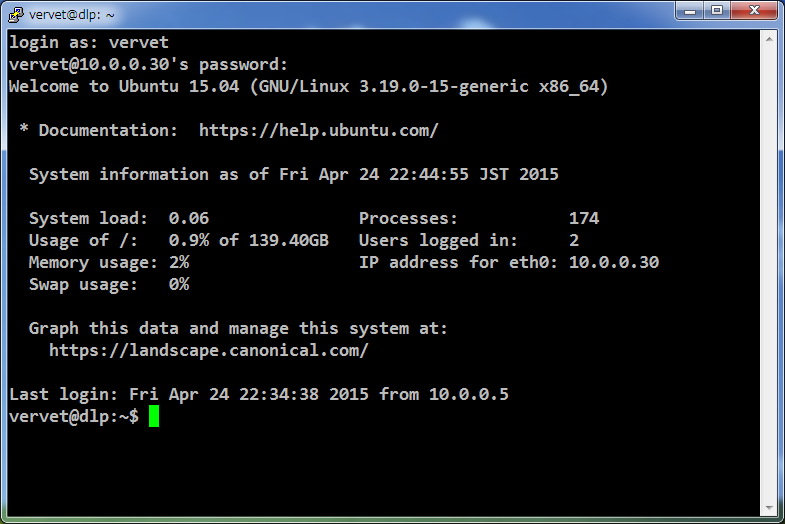 vervet@dlp: ~
login as: vervet
vervet@10.0.0.30's password:
Welcome to Ubuntu 15.04 (GNU/Linux 3.19.0-15-generic x86_64)
* Documentation:  https://help.ubuntu.com/
System information as of Fri Apr 24 22:44:55 JST 2015
System load:  0.06               Processes:           174
Usage of /:   0.9% of 139.40GB   Users logged in:     2
Memory usage: 2%                 IP address for eth0: 10.0.0.30
Swap usage:   0%
Graph this data and manage this system at:
https://landscape.canonical.com/
Last login: Fri Apr 24 22:34:38 2015 from 10.0.0.5
vervet@dlp:~$